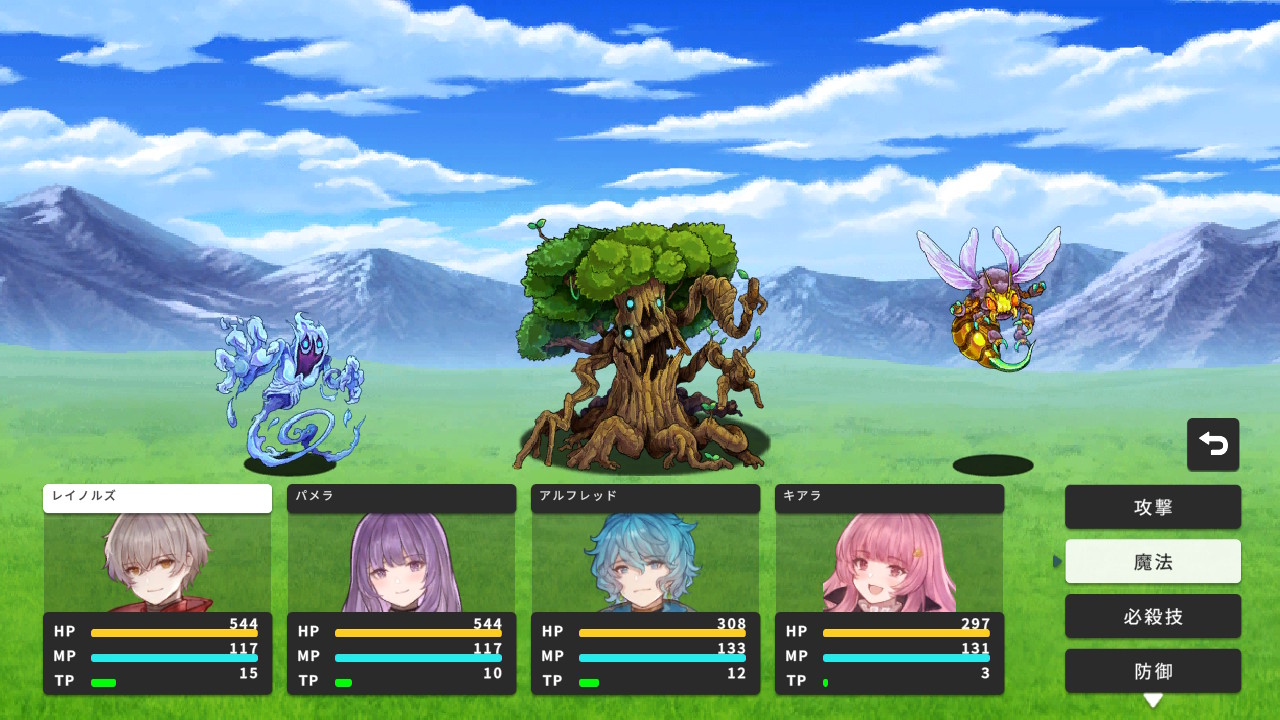 レイノルズ
HP 544
MP 117
TP 15
パメラ
HP 544
MP 117
TP 10
アルフレッド
HP 308
MP 133
TP 12
キアラ
HP 297
MP 131
TP 3
攻撃
魔法
必殺技
防御